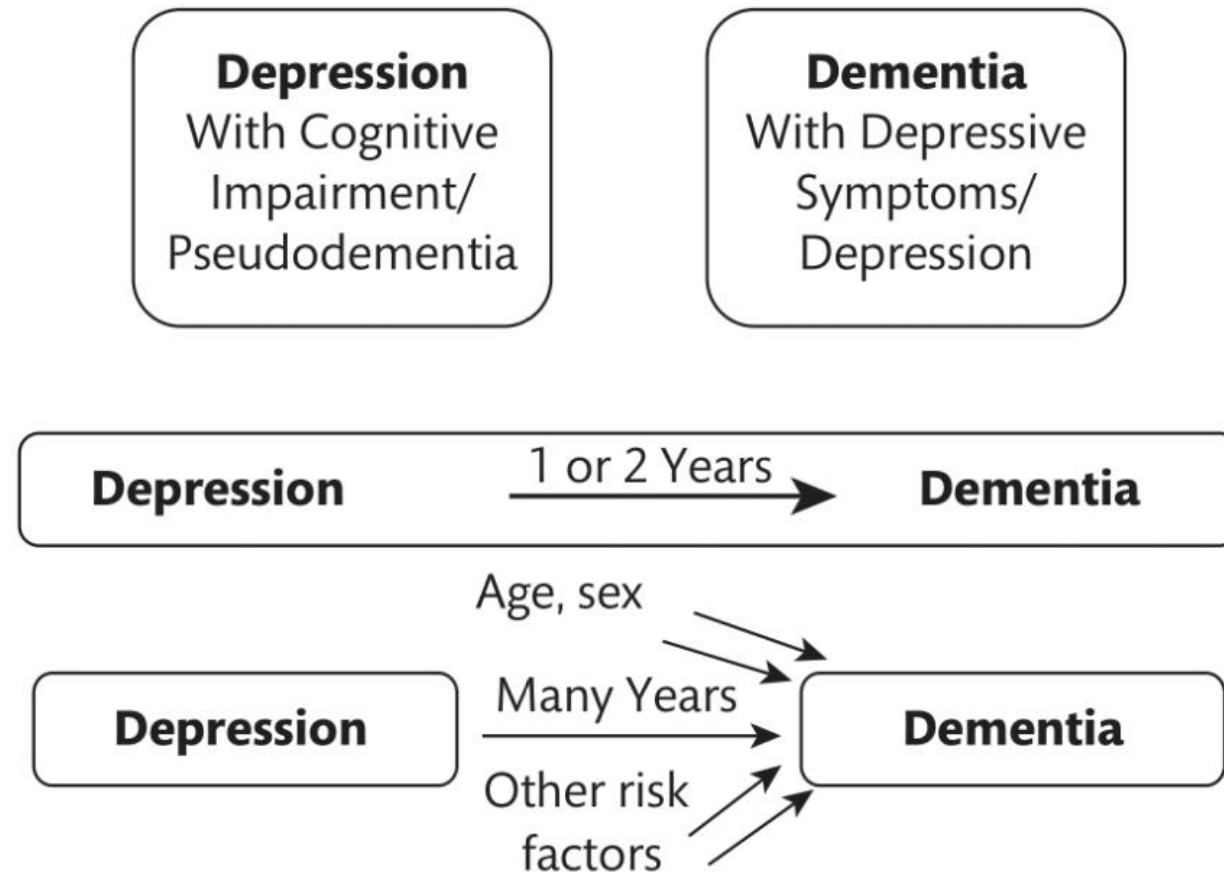 Depression
With Cognitive
Impairment/
Pseudodementia
Dementia
With Depressive
Symptoms/
Depression
Depression
1 or 2 Years
Dementia
Age, sex
Depression
Many Years
Dementia
Other risk
factors